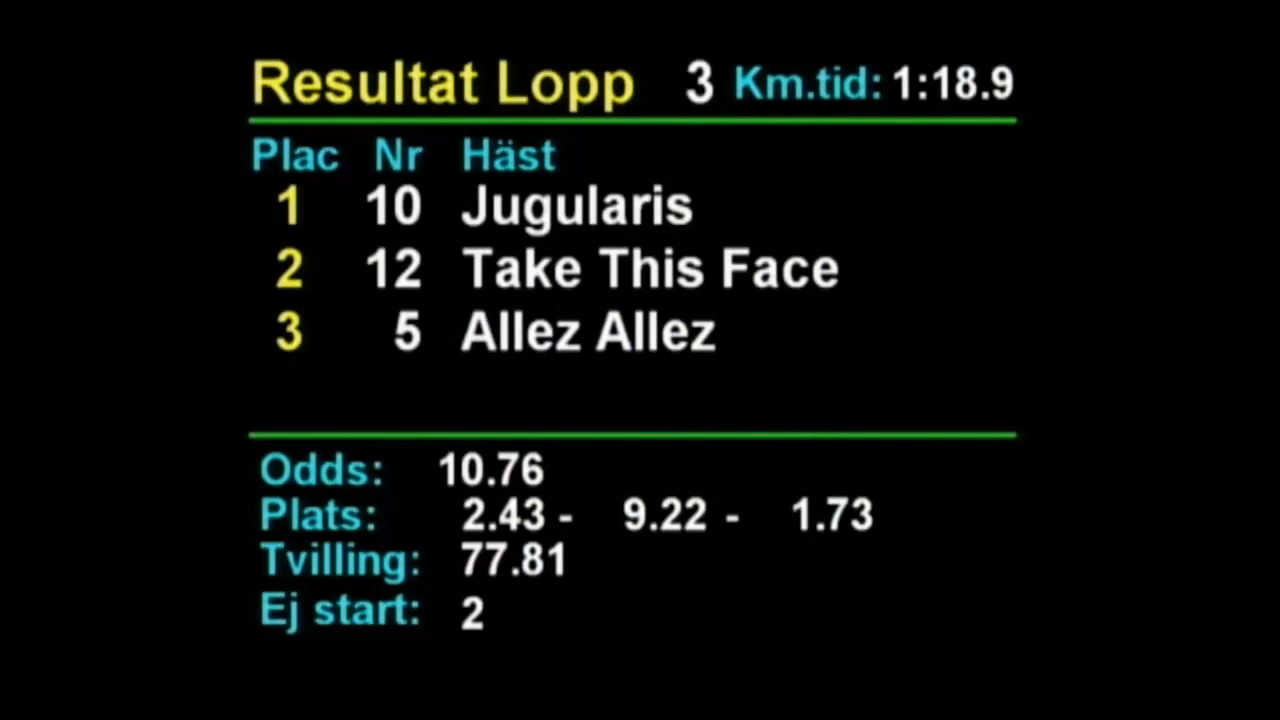 Resultat Lopp 3 Km.tid: 1:18.9
Plac Nr Häst
1 10 Jugularis
2 12 Take This Face
3 5 Allez Allez
Odds: 10.76
Plats: 2.43 - 9.22 - 1.73
Tvilling: 77.81
Ej start: 2